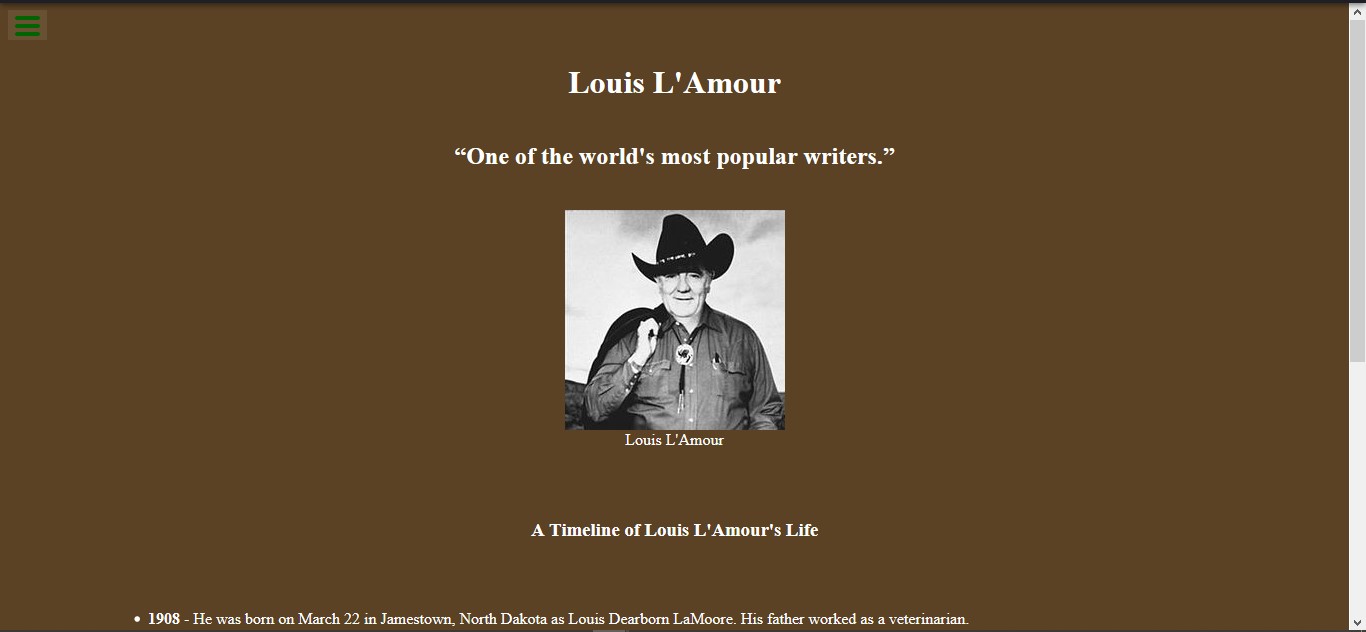 Louis L'Amour
“One of the world's most popular writers.”
Louis L'Amour
A Timeline of Louis L'Amour's Life
• 1908 - He was born on March 22 in Jamestown, North Dakota as Louis Dearborn LaMoore. His father worked as a veterinarian.